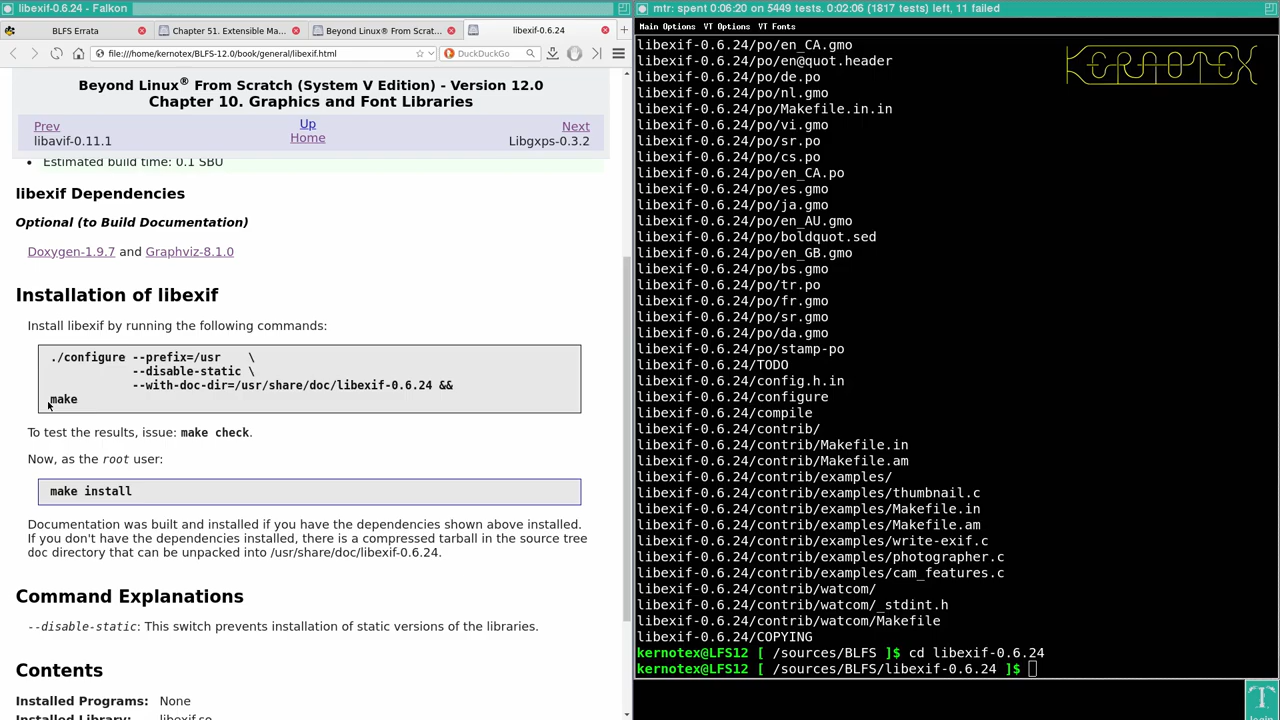 libexif-0.6.24 - Falkon
BLFS Errata
Chapter 51. Extensible Ma...
Beyond Linux® From Scrat...
libexif-0.6.24
file:///home/kernotex/BLFS-12.0/book/general/libexif.html
DuckDuckGo
Beyond Linux® From Scratch (System V Edition) - Version 12.0
Chapter 10. Graphics and Font Libraries
Prev
Up
Next
libavif-0.11.1
Home
Libgxps-0.3.2
• Estimated build time: 0.1 SBU
libexif Dependencies
Optional (to Build Documentation)
Doxygen-1.9.7 and Graphviz-8.1.0
Installation of libexif
Install libexif by running the following commands:
./configure --prefix=/usr    \
--disable-static \
--with-doc-dir=/usr/share/doc/libexif-0.6.24 &&
make
To test the results, issue: make check.
Now, as the root user:
make install
Documentation was built and installed if you have the dependencies shown above installed.
If you don't have the dependencies installed, there is a compressed tarball in the source tree
doc directory that can be unpacked into /usr/share/doc/libexif-0.6.24.
Command Explanations
--disable-static: This switch prevents installation of static versions of the libraries.
Contents
Installed Programs: None
Installed Library: libexif.so
mtr: spent 0:06:20 on 5449 tests. 0:02:06 (1817 tests) left, 11 failed
Main Options VT Options VT Fonts
KERNOTEX
libexif-0.6.24/po/en_CA.gmo
libexif-0.6.24/po/en@quot.header
libexif-0.6.24/po/de.po
libexif-0.6.24/po/nl.gmo
libexif-0.6.24/po/Makefile.in.in
libexif-0.6.24/po/vi.gmo
libexif-0.6.24/po/sr.po
libexif-0.6.24/po/cs.po
libexif-0.6.24/po/en_CA.po
libexif-0.6.24/po/es.gmo
libexif-0.6.24/po/ja.gmo
libexif-0.6.24/po/en_AU.gmo
libexif-0.6.24/po/boldquot.sed
libexif-0.6.24/po/en_GB.gmo
libexif-0.6.24/po/bs.gmo
libexif-0.6.24/po/tr.po
libexif-0.6.24/po/fr.gmo
libexif-0.6.24/po/sr.gmo
libexif-0.6.24/po/da.gmo
libexif-0.6.24/po/stamp-po
libexif-0.6.24/TODO
libexif-0.6.24/config.h.in
libexif-0.6.24/configure
libexif-0.6.24/compile
libexif-0.6.24/contrib/
libexif-0.6.24/contrib/Makefile.in
libexif-0.6.24/contrib/Makefile.am
libexif-0.6.24/contrib/examples/
libexif-0.6.24/contrib/examples/thumbnail.c
libexif-0.6.24/contrib/examples/Makefile.in
libexif-0.6.24/contrib/examples/Makefile.am
libexif-0.6.24/contrib/examples/write-exif.c
libexif-0.6.24/contrib/examples/photographer.c
libexif-0.6.24/contrib/examples/cam_features.c
libexif-0.6.24/contrib/watcom/
libexif-0.6.24/contrib/watcom/_stdint.h
libexif-0.6.24/contrib/watcom/Makefile
libexif-0.6.24/COPYING
kernotex@LFS12 [ /sources/BLFS ]$ cd libexif-0.6.24
kernotex@LFS12 [ /sources/BLFS/libexif-0.6.24 ]$
T
login